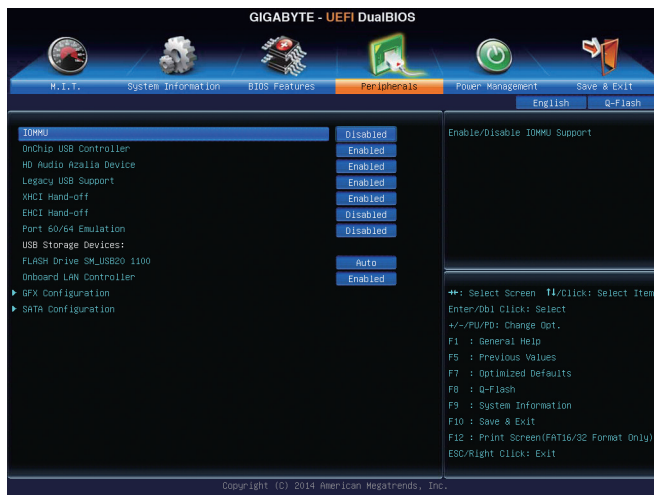 GIGABYTE - UEFI DualBIOS
M.I.T. System Information BIOS Features Peripherals Power Management Save & Exit
English Q-Flash
IOMMU Disabled
OnChip USB Controller Enabled
HD Audio Azalia Device Enabled
Legacy USB Support Enabled
XHCI Hand-off Enabled
EHCI Hand-off Disabled
Port 60/64 Emulation Disabled
USB Storage Devices:
FLASH Drive SM_USB20 1100 Auto
Onboard LAN Controller Enabled
GFX Configuration
SATA Configuration
Enable/Disable IOMMU Support
: Select Screen ↑↓/Click: Select Item
Enter/Dbl Click: Select
+/-/PU/PD: Change Opt.
F1 : General Help
F5 : Previous Values
F7 : Optimized Defaults
F8 : Q-Flash
F9 : System Information
F10 : Save & Exit
F12 : Print Screen(FAT16/32 Format Only)
ESC/Right Click: Exit
Copyright (C) 2014 American Megatrends, Inc.